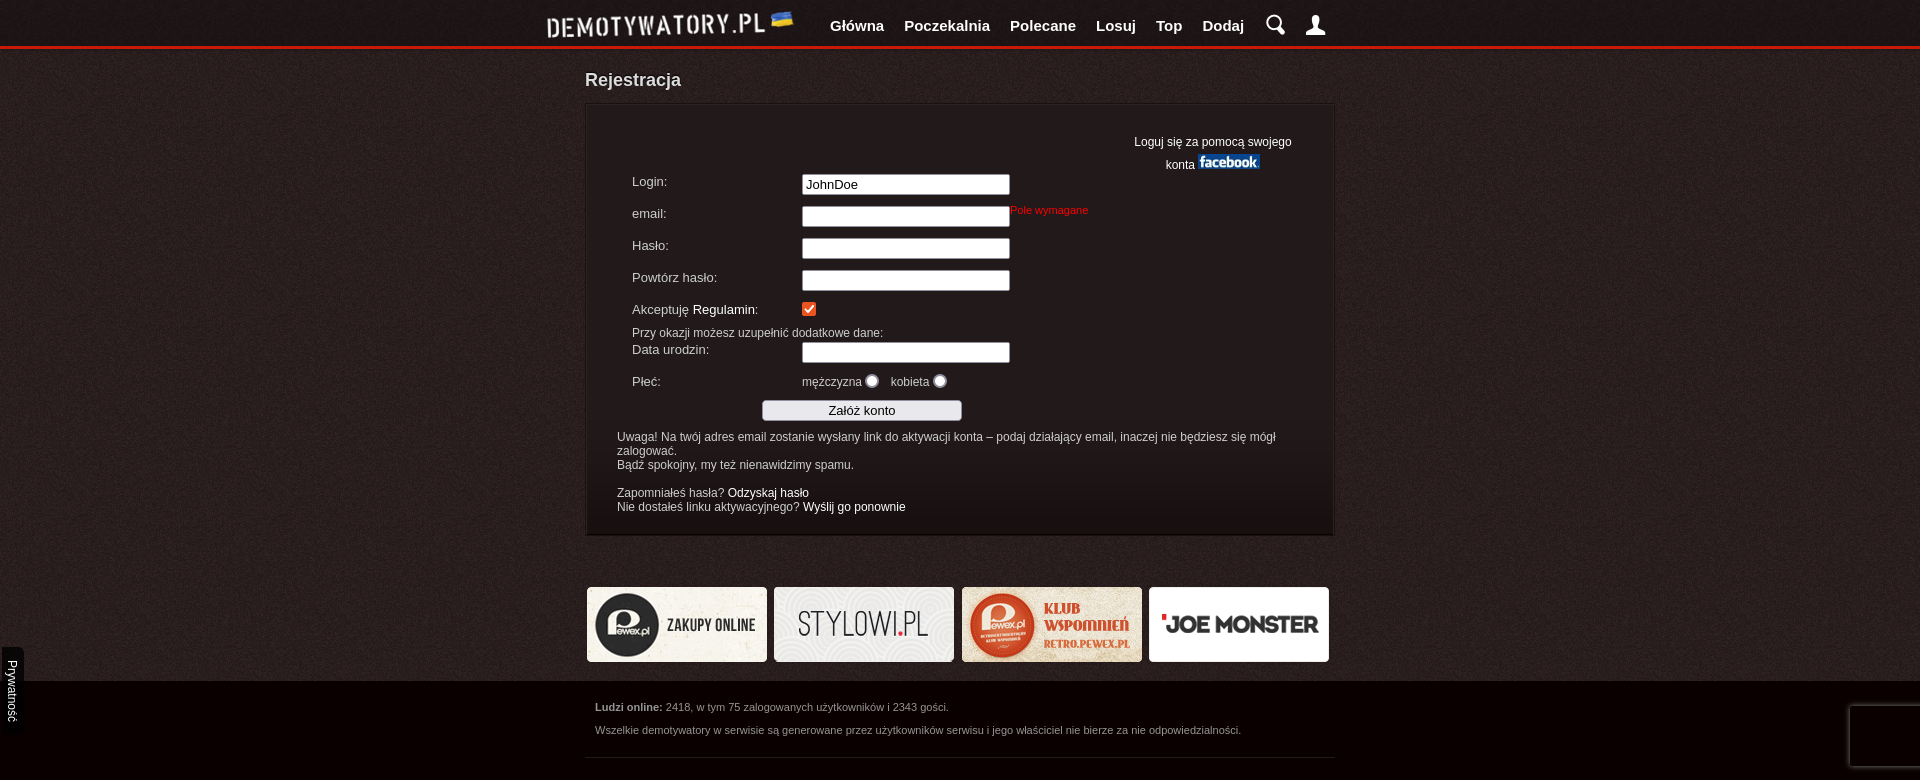 DEMOTYWATORY.PL Główna Poczekalnia Polecane Losuj Top Dodaj
Rejestracja
Loguj się za pomocą swojego
konta facebook
Login: JohnDoe
email: Pole wymagane
Hasło:
Powtórz hasło:
Akceptuję Regulamin:
Przy okazji możesz uzupełnić dodatkowe dane:
Data urodzin:
Płeć: mężczyzna kobieta
Załóż konto
Uwaga! Na twój adres email zostanie wysłany link do aktywacji konta – podaj działający email, inaczej nie będziesz się mógł
zalogować.
Bądź spokojny, my też nienawidzimy spamu.
Zapomniałeś hasła? Odzyskaj hasło
Nie dostałeś linku aktywacyjnego? Wyślij go ponownie
Pewex.pl ZAKUPY ONLINE
STYLOWI.PL
Pewex.pl
KLUB
WSPOMNIEŃ
RETRO.PEWEX.PL
JOE MONSTER
Prywatność
Ludzi online: 2418, w tym 75 zalogowanych użytkowników i 2343 gości.
Wszelkie demotywatory w serwisie są generowane przez użytkowników serwisu i jego właściciel nie bierze za nie odpowiedzialności.